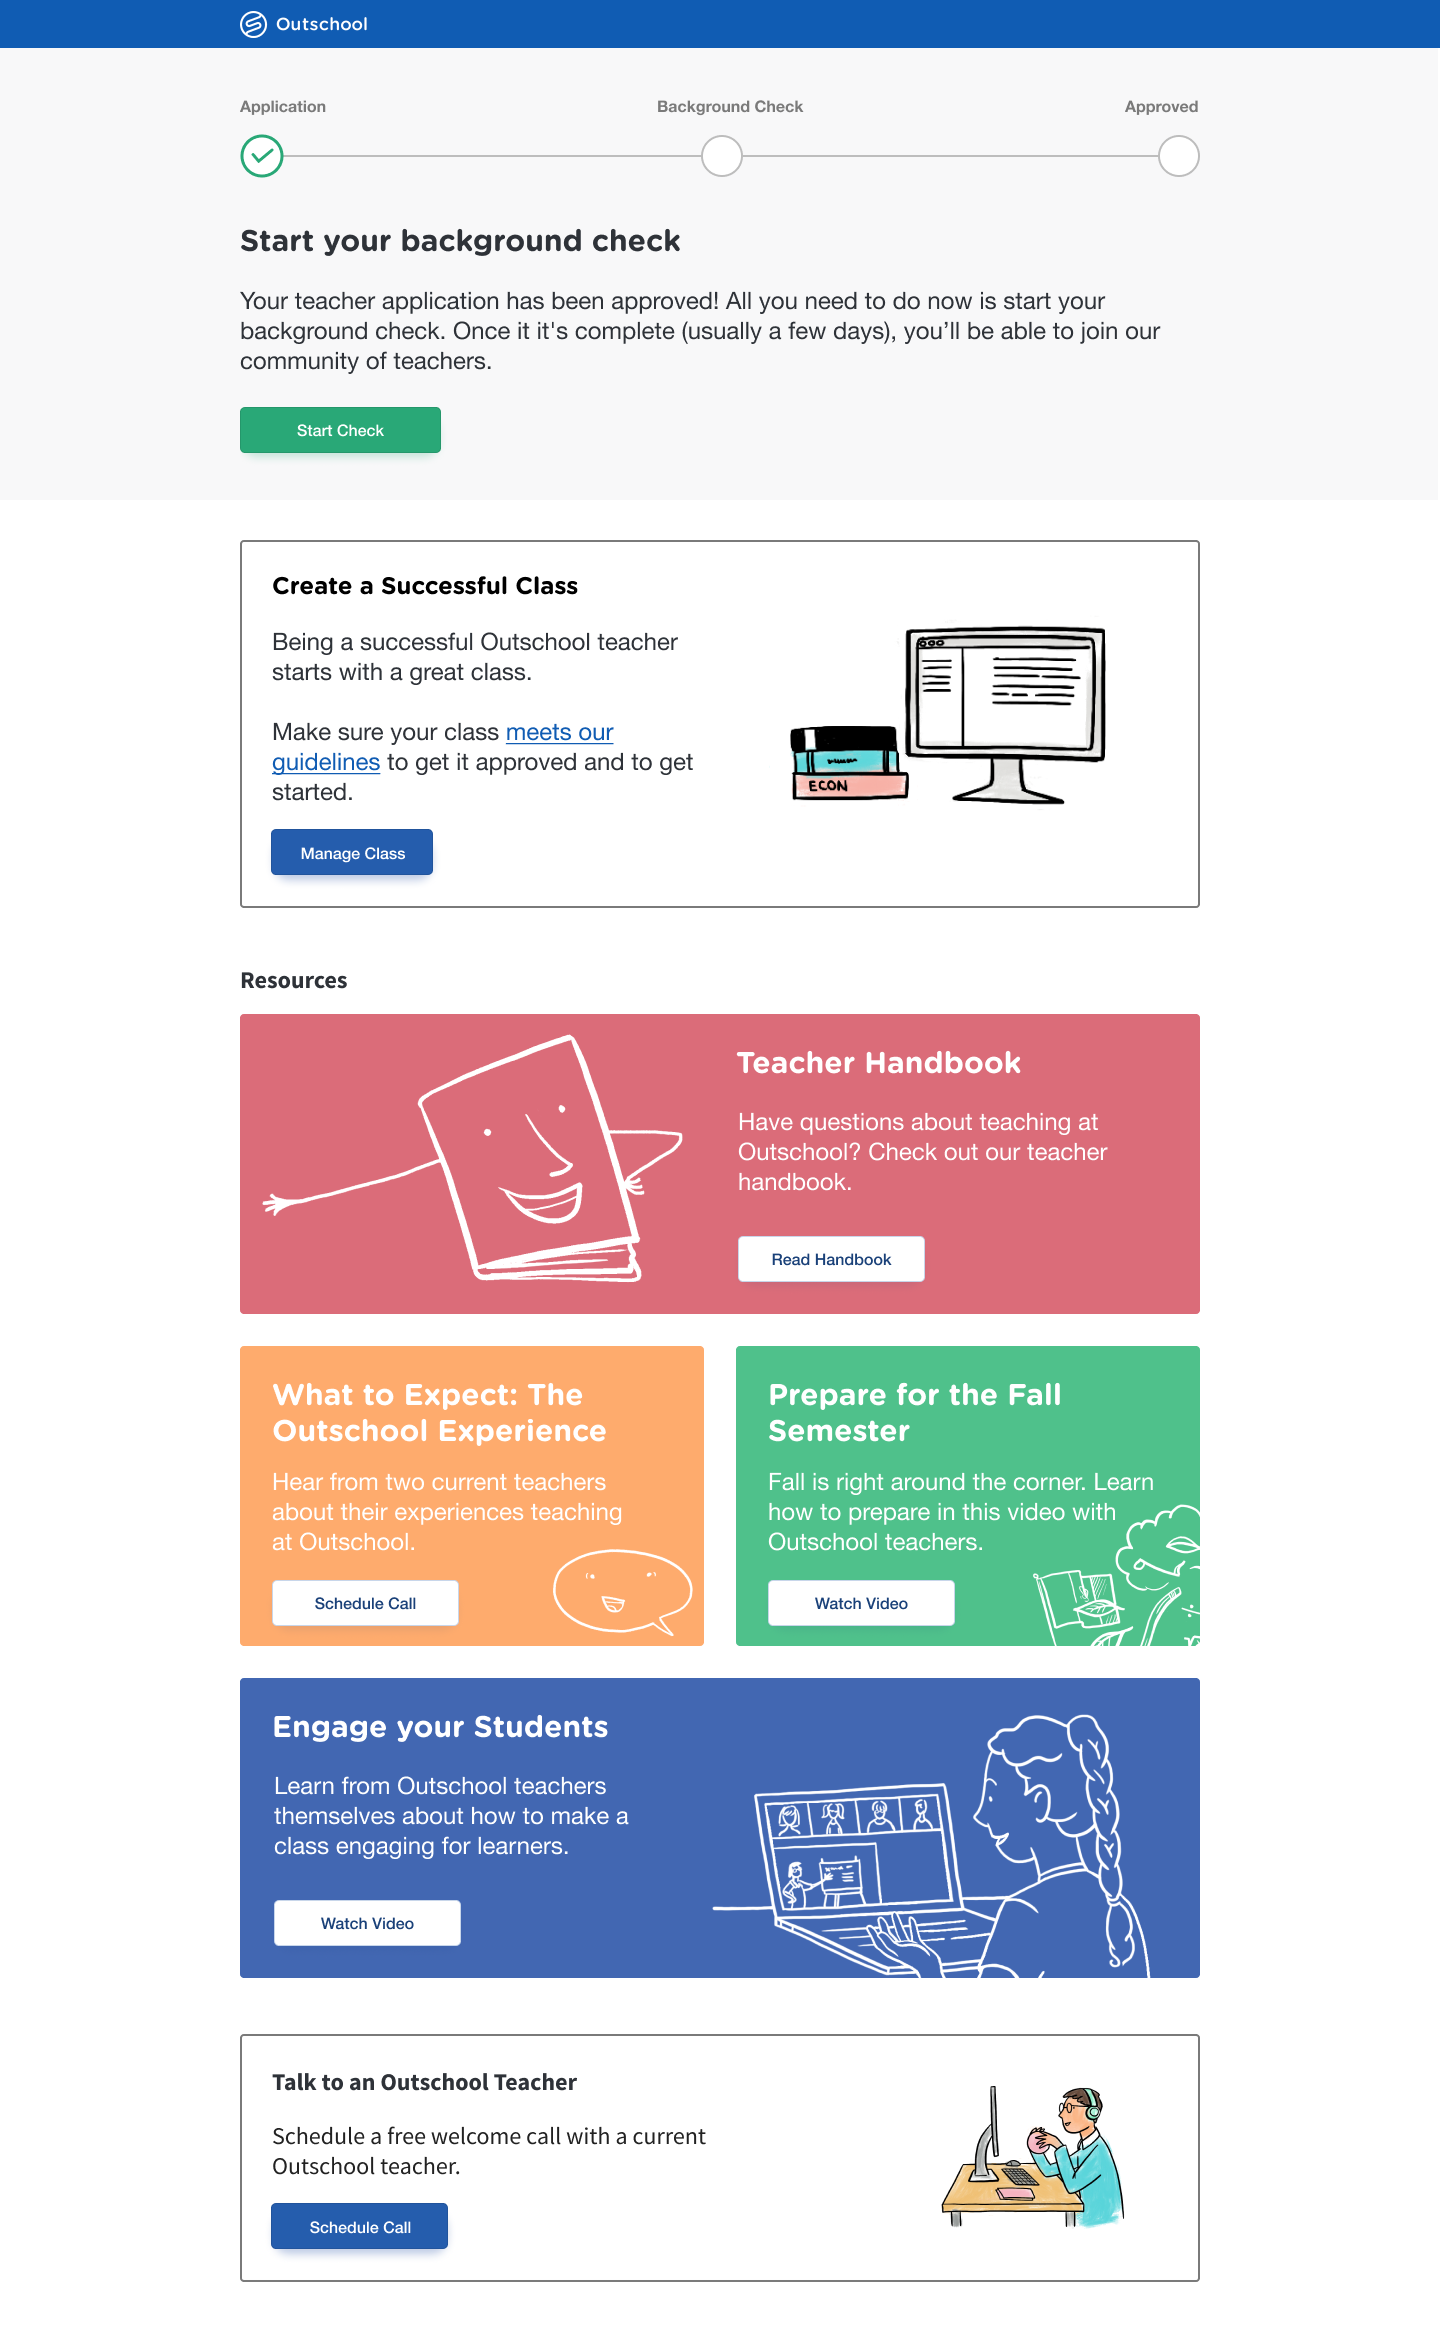 Outschool
Application
Background Check
Approved
Start your background check
Your teacher application has been approved! All you need to do now is start your
background check. Once it it's complete (usually a few days), you’ll be able to join our
community of teachers.
Start Check
Create a Successful Class
Being a successful Outschool teacher
starts with a great class.
Make sure your class meets our
guidelines to get it approved and to get
started.
ECON
Manage Class
Resources
Teacher Handbook
Have questions about teaching at
Outschool? Check out our teacher
handbook.
Read Handbook
What to Expect: The
Outschool Experience
Hear from two current teachers
about their experiences teaching
at Outschool.
Schedule Call
Prepare for the Fall
Semester
Fall is right around the corner. Learn
how to prepare in this video with
Outschool teachers.
Watch Video
Engage your Students
Learn from Outschool teachers
themselves about how to make a
class engaging for learners.
Watch Video
Talk to an Outschool Teacher
Schedule a free welcome call with a current
Outschool teacher.
Schedule Call